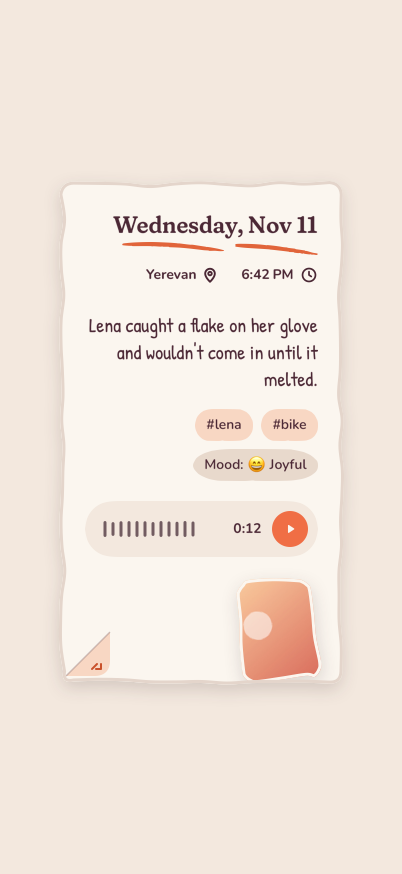 Wednesday, Nov 11
Yerevan 6:42 PM
Lena caught a flake on her glove
and wouldn't come in until it
melted.
#lena #bike
Mood: 😄 Joyful
0:12